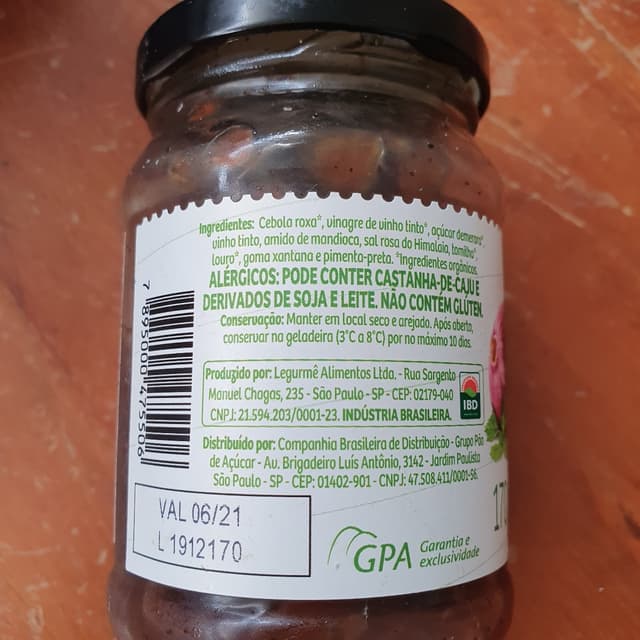 Ingredientes: Cebola roxa*, vinagre de vinho tinto*, açúcar demerara*,
vinho tinto, amido de mandioca, sal rosa do Himalaia, tomilho*,
louro*, goma xantana e pimenta-preta. *Ingredientes orgânicos.
ALÉRGICOS: PODE CONTER CASTANHA-DE-CAJU E
DERIVADOS DE SOJA E LEITE. NÃO CONTÉM GLÚTEN.
Conservação: Manter em local seco e arejado. Após aberto,
conservar na geladeira (3°C a 8°C) por no máximo 10 dias.
Produzido por: Legurmê Alimentos Ltda. - Rua Sargento
Manuel Chagas, 235 - São Paulo - SP - CEP: 02179-040
CNPJ: 21.594.203/0001-23. INDÚSTRIA BRASILEIRA.
IBD
Distribuído por: Companhia Brasileira de Distribuição - Grupo Pão
de Açúcar - Av. Brigadeiro Luís Antônio, 3142 - Jardim Paulista
São Paulo - SP - CEP: 01402-901 - CNPJ: 47.508.411/0001-56.
7 895000 475506
VAL 06/21
L 1912170
GPA Garantia e
exclusividade